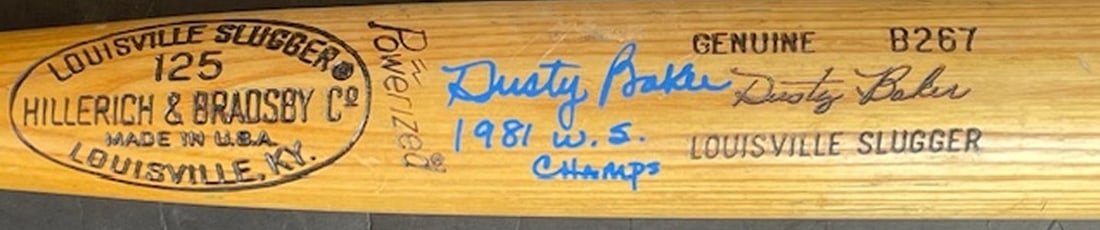 LOUISVILLE SLUGGER®
125
HILLERICH & BRADSBY Cº
MADE IN U.S.A.
LOUISVILLE, KY.
Powerized®
Dusty Baker
1981 W.S.
CHAMPS
GENUINE B267
Dusty Baker
LOUISVILLE SLUGGER